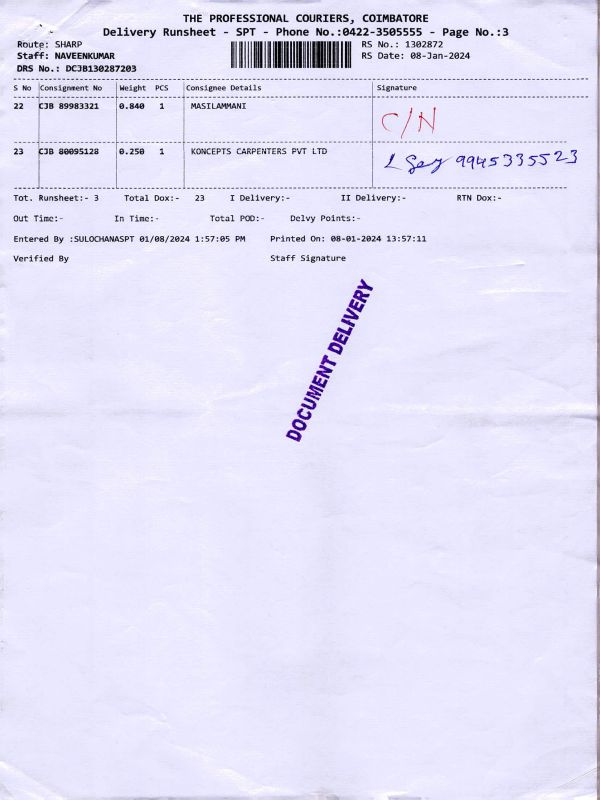 THE PROFESSIONAL COURIERS, COIMBATORE
Delivery Runsheet - SPT - Phone No.:0422-3505555 - Page No.:3
Route: SHARP RS No.: 1302872
Staff: NAVEENKUMAR RS Date: 08-Jan-2024
DRS No.: DCJB130287203
S No Consignment No Weight PCS Consignee Details Signature
22 CJB 89983321 0.840 1 MASILAMMANI
C/N
23 CJB 80095128 0.250 1 KONCEPTS CARPENTERS PVT LTD
9945335523
Tot. Runsheet:- 3 Total Dox:- 23 I Delivery:- II Delivery:- RTN Dox:-
Out Time:- In Time:- Total POD:- Delvy Points:-
Entered By :SULOCHANASPT 01/08/2024 1:57:05 PM Printed On: 08-01-2024 13:57:11
Verified By Staff Signature
DOCUMENT DELIVERY